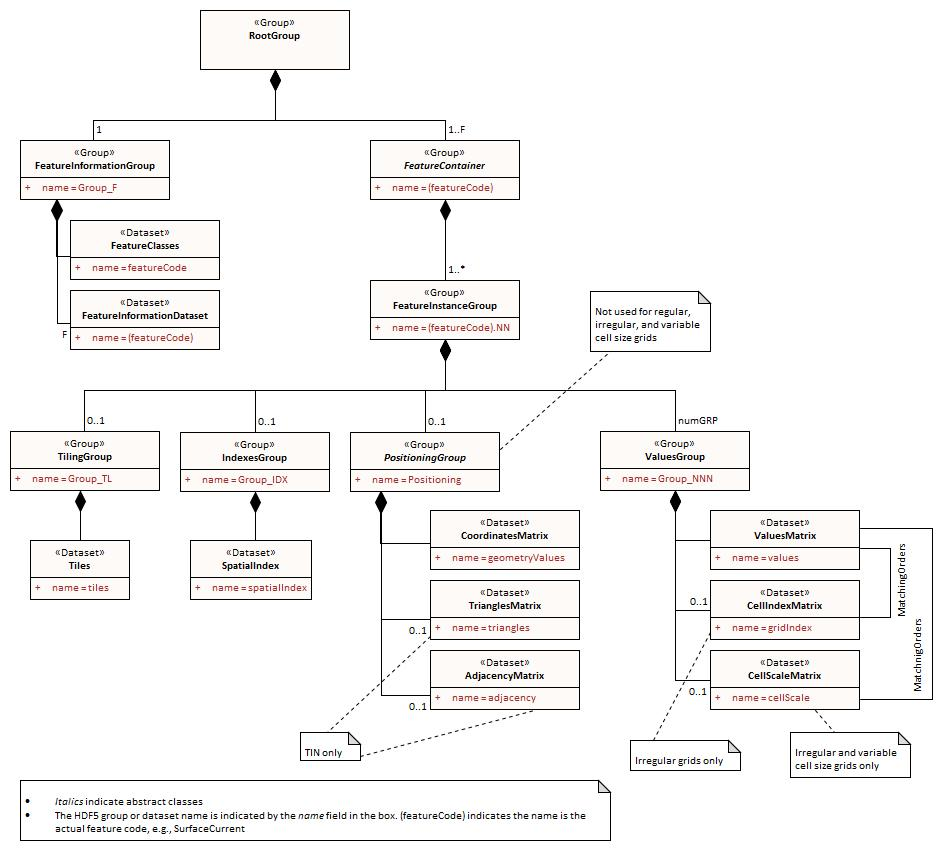 «Group»
RootGroup
1
1..F
«Group»
FeatureInformationGroup
+ name = Group_F
«Group»
FeatureContainer
+ name = (featureCode)
«Dataset»
FeatureClasses
+ name = featureCode
«Dataset»
FeatureInformationDataset
+ name = (featureCode)
F
1..*
«Group»
FeatureInstanceGroup
+ name = (featureCode).NN
Not used for regular,
irregular, and variable
cell size grids
0..1
0..1
0..1
numGRP
«Group»
TilingGroup
+ name = Group_TL
«Group»
IndexesGroup
+ name = Group_IDX
«Group»
PositioningGroup
+ name = Positioning
«Group»
ValuesGroup
+ name = Group_NNN
«Dataset»
Tiles
+ name = tiles
«Dataset»
SpatialIndex
+ name = spatialIndex
«Dataset»
CoordinatesMatrix
+ name = geometryValues
«Dataset»
TrianglesMatrix
+ name = triangles
0..1
«Dataset»
AdjacencyMatrix
+ name = adjacency
0..1
«Dataset»
ValuesMatrix
+ name = values
«Dataset»
CellIndexMatrix
+ name = gridIndex
0..1
«Dataset»
CellScaleMatrix
+ name = cellScale
0..1
MatchingOrders
MatchnigOrders
TIN only
Irregular grids only
Irregular and variable
cell size grids only
• Italics indicate abstract classes
• The HDF5 group or dataset name is indicated by the name field in the box. (featureCode) indicates the name is the
actual feature code, e.g., SurfaceCurrent